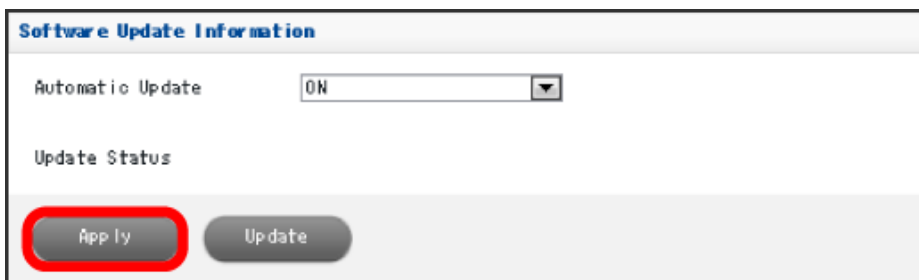 Software Update Information
Automatic Update ON
Update Status
Apply Update